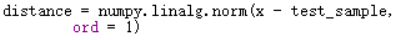 distance = numpy.linalg.norm(x - test_sample,
ord = 1)